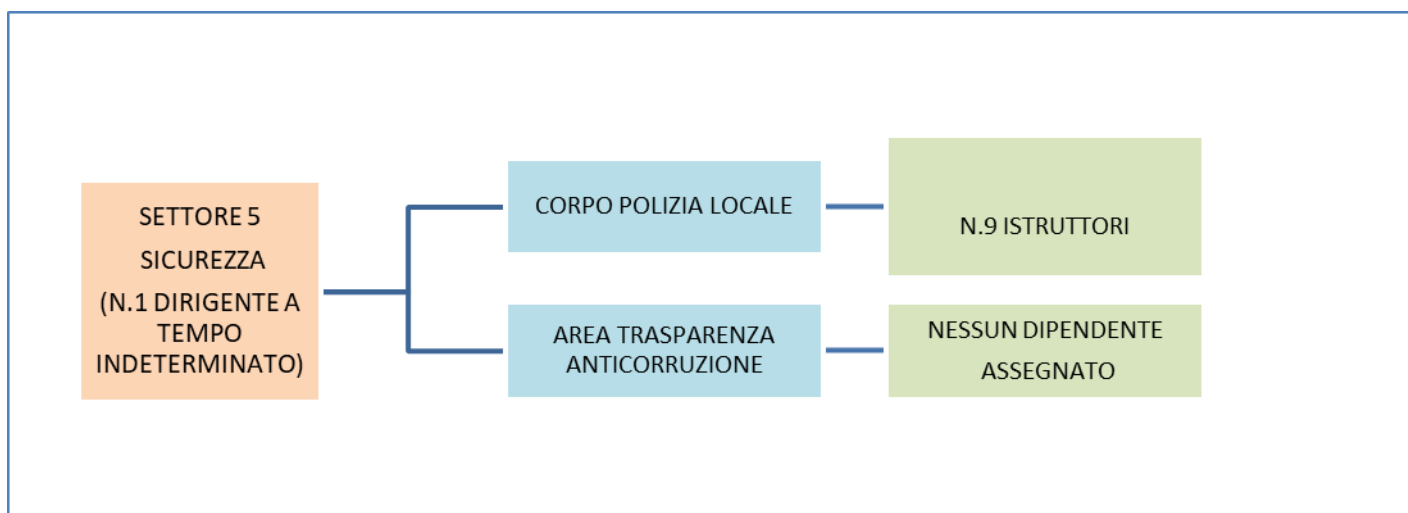 SETTORE 5
SICUREZZA
(N.1 DIRIGENTE A
TEMPO
INDETERMINATO)
CORPO POLIZIA LOCALE
N.9 ISTRUTTORI
AREA TRASPARENZA
ANTICORRUZIONE
NESSUN DIPENDENTE
ASSEGNATO